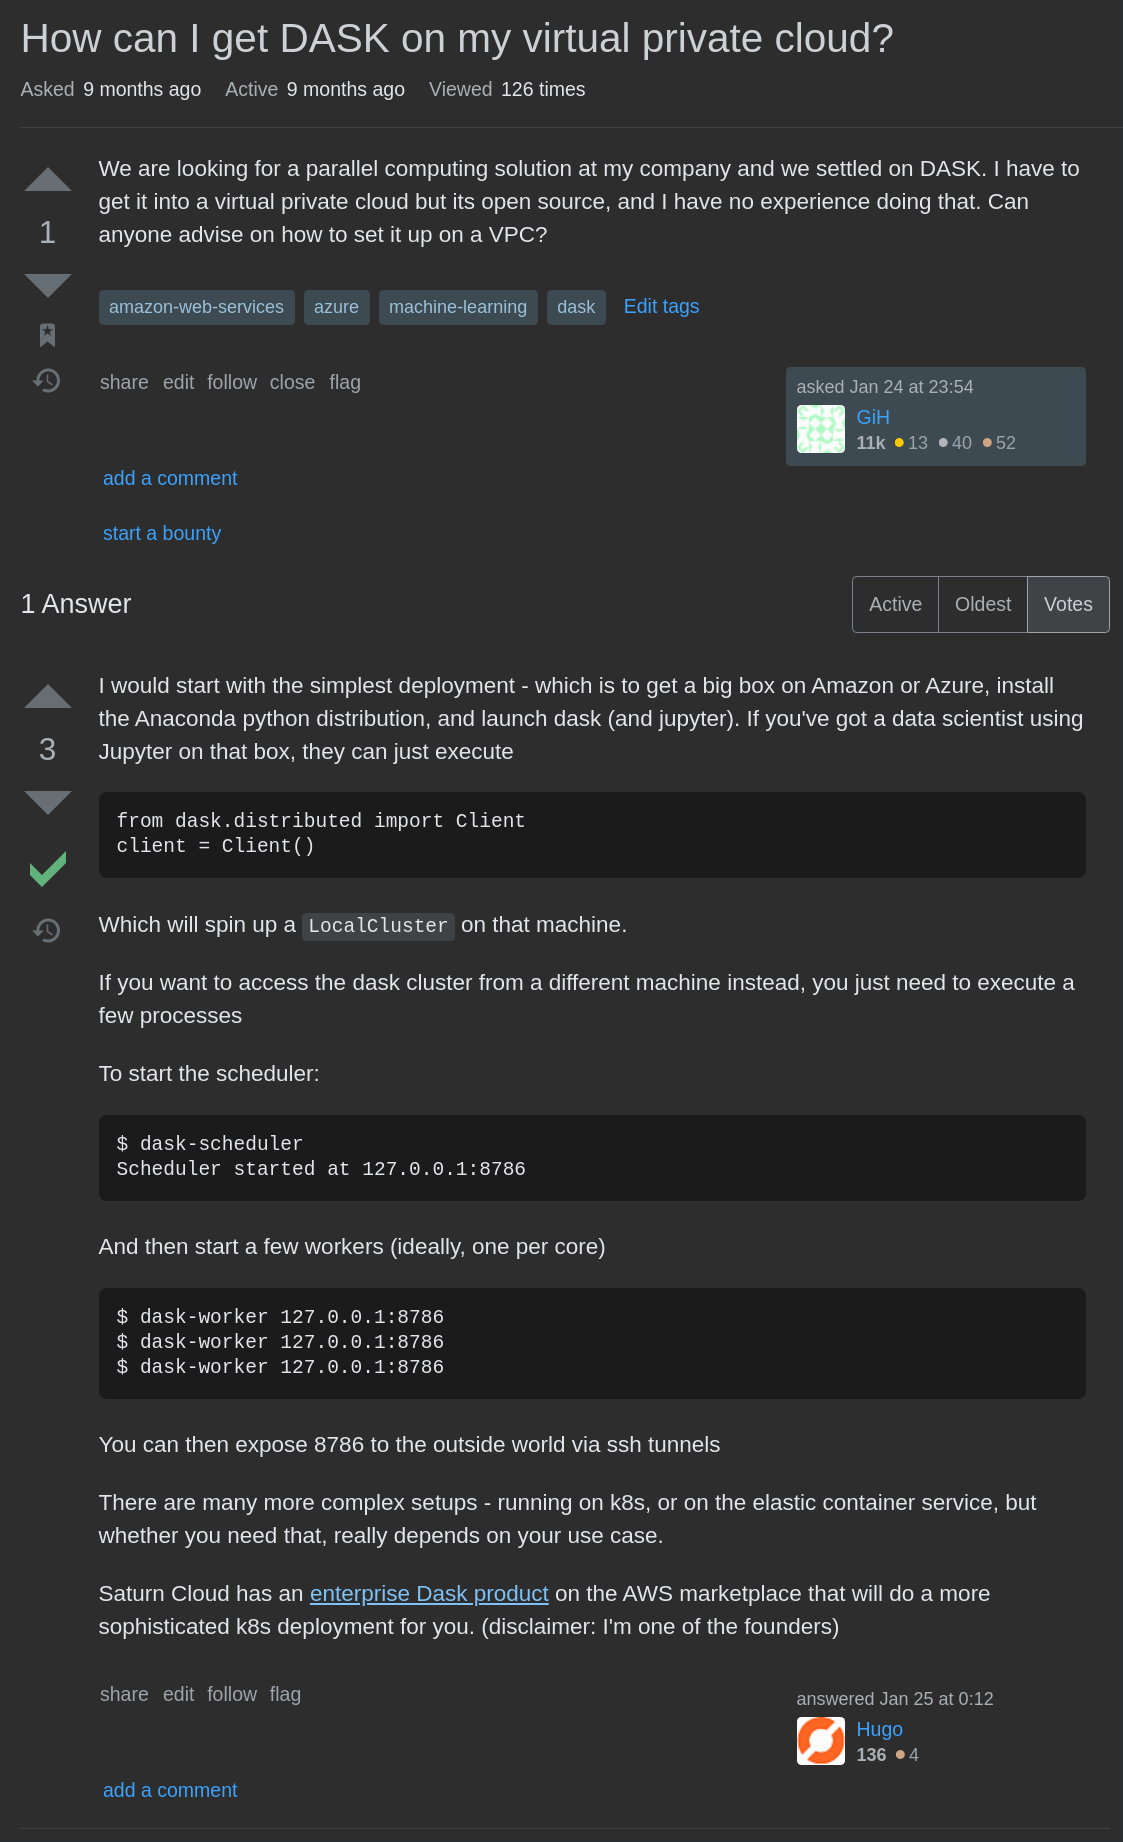 How can I get DASK on my virtual private cloud?
Asked 9 months ago Active 9 months ago Viewed 126 times
We are looking for a parallel computing solution at my company and we settled on DASK. I have to
get it into a virtual private cloud but its open source, and I have no experience doing that. Can
anyone advise on how to set it up on a VPC?
1
amazon-web-services azure machine-learning dask Edit tags
share edit follow close flag
asked Jan 24 at 23:54
GiH
11k 13 40 52
add a comment
start a bounty
1 Answer
Active Oldest Votes
I would start with the simplest deployment - which is to get a big box on Amazon or Azure, install
the Anaconda python distribution, and launch dask (and jupyter). If you've got a data scientist using
Jupyter on that box, they can just execute
3
from dask.distributed import Client
client = Client()
Which will spin up a LocalCluster on that machine.
If you want to access the dask cluster from a different machine instead, you just need to execute a
few processes
To start the scheduler:
$ dask-scheduler
Scheduler started at 127.0.0.1:8786
And then start a few workers (ideally, one per core)
$ dask-worker 127.0.0.1:8786
$ dask-worker 127.0.0.1:8786
$ dask-worker 127.0.0.1:8786
You can then expose 8786 to the outside world via ssh tunnels
There are many more complex setups - running on k8s, or on the elastic container service, but
whether you need that, really depends on your use case.
Saturn Cloud has an enterprise Dask product on the AWS marketplace that will do a more
sophisticated k8s deployment for you. (disclaimer: I'm one of the founders)
share edit follow flag
answered Jan 25 at 0:12
Hugo
136 4
add a comment